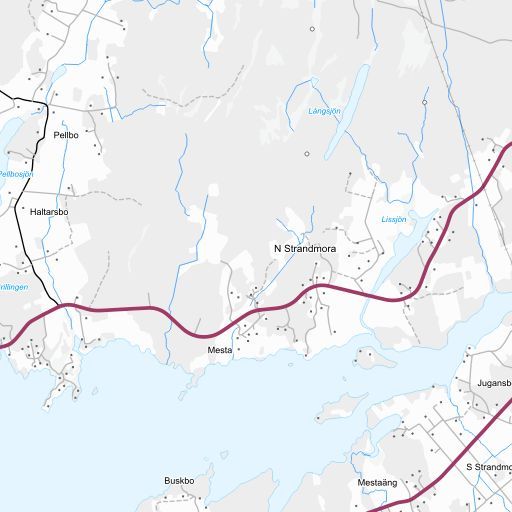 Långsjön
Pellbo
Pellbosjön
Haltarsbo
Lissjön
N Strandmora
Mesta
Jugansbo
S Strandmo
Buskbo
Mestaäng